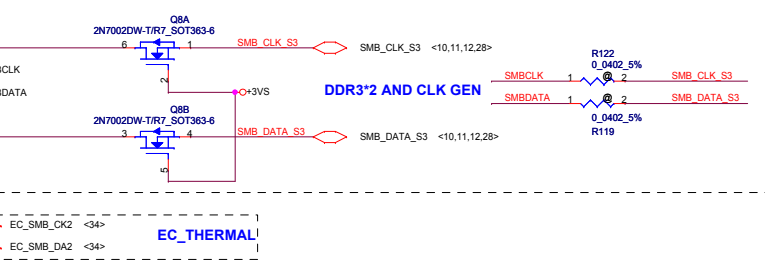 Q8A
2N7002DW-T/R7_SOT363-6
6
1
SMB_CLK_S3
SMB_CLK_S3 <10,11,12,28>
2
+3VS
BCLK
BDATA
DDR3*2 AND CLK GEN
R122
0_0402_5%
SMBCLK 1 @ 2 SMB_CLK_S3
SMBDATA 1 @ 2 SMB_DATA_S3
0_0402_5%
R119
Q8B
2N7002DW-T/R7_SOT363-6
3
4
SMB_DATA_S3
SMB_DATA_S3 <10,11,12,28>
5
EC_SMB_CK2 <34>
EC_THERMAL
EC_SMB_DA2 <34>